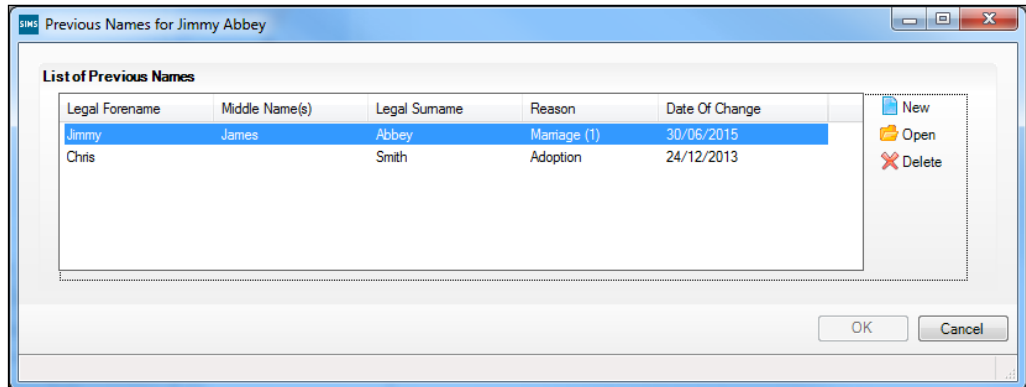 SIMS Previous Names for Jimmy Abbey
List of Previous Names
Legal Forename Middle Name(s) Legal Surname Reason Date Of Change
New
Jimmy James Abbey Marriage (1) 30/06/2015
Open
Chris Smith Adoption 24/12/2013
Delete
OK Cancel